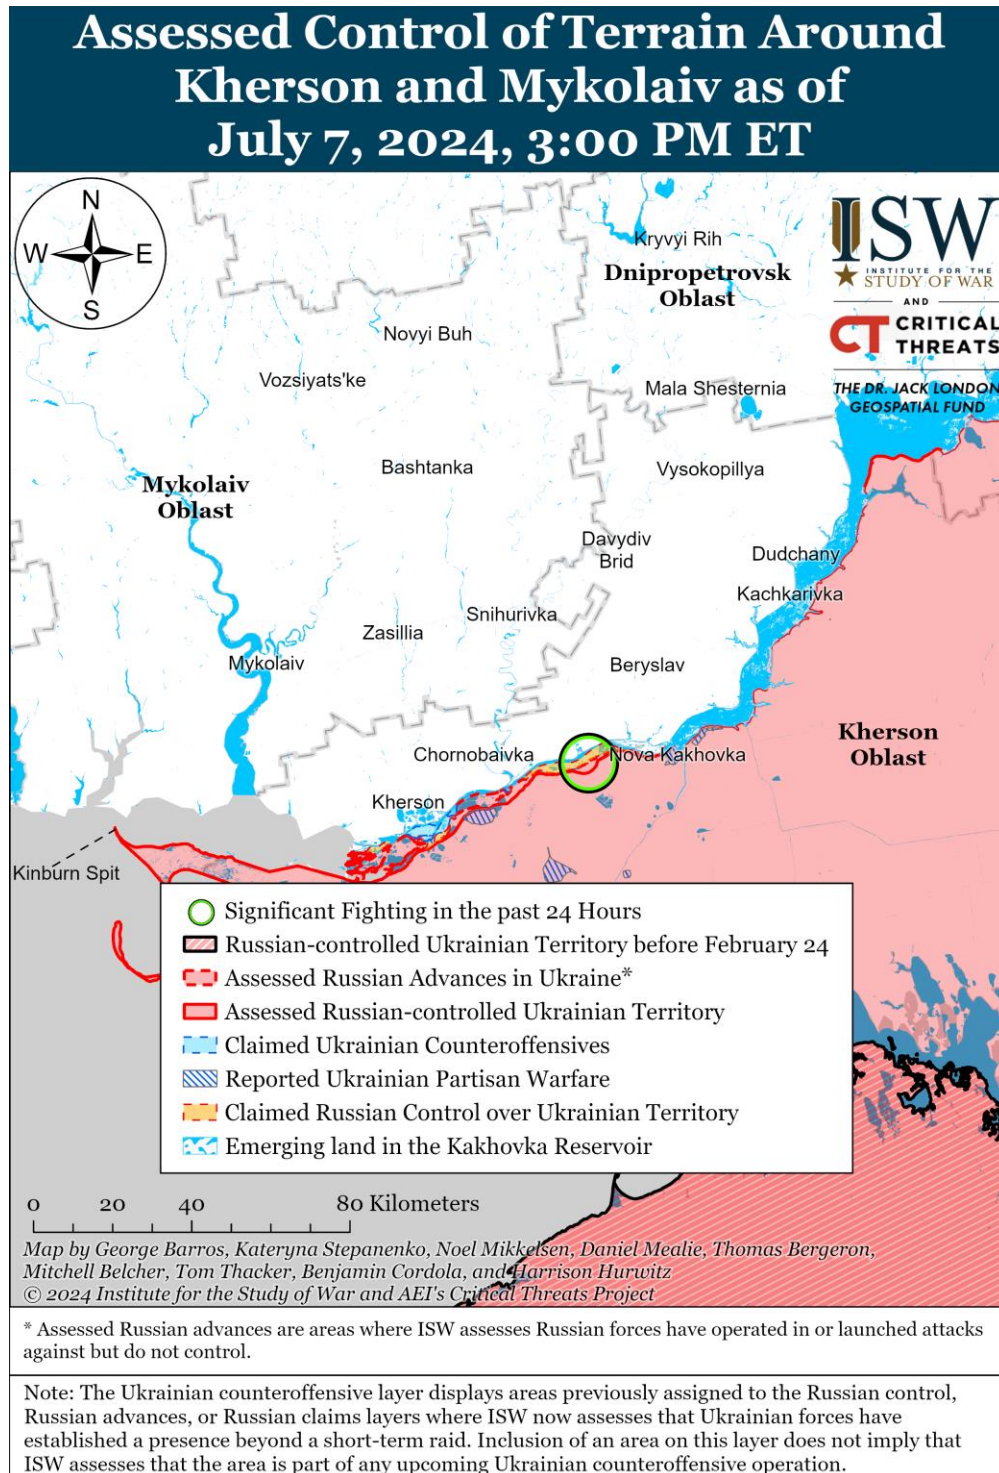 Assessed Control of Terrain Around
Kherson and Mykolaiv as of
July 7, 2024, 3:00 PM ET
N
W
E
S
ISW
INSTITUTE FOR THE
STUDY OF WAR
AND
CT CRITICAL
THREATS
THE DR. JACK LONDON
GEOSPATIAL FUND
Kryvyi Rih
Dnipropetrovsk
Oblast
Novyi Buh
Vozsiyats'ke
Mala Shesternia
Bashtanka
Vysokopillya
Mykolaiv
Oblast
Davydiv
Brid
Dudchany
Kachkarivka
Snihurivka
Zasillia
Mykolaiv
Beryslav
Kherson
Oblast
Chornobaivka
Nova Kakhovka
Kherson
Kinburn Spit
Significant Fighting in the past 24 Hours
Russian-controlled Ukrainian Territory before February 24
Assessed Russian Advances in Ukraine*
Assessed Russian-controlled Ukrainian Territory
Claimed Ukrainian Counteroffensives
Reported Ukrainian Partisan Warfare
Claimed Russian Control over Ukrainian Territory
Emerging land in the Kakhovka Reservoir
0 20 40 80 Kilometers
Map by George Barros, Kateryna Stepanenko, Noel Mikkelsen, Daniel Mealie, Thomas Bergeron,
Mitchell Belcher, Tom Thacker, Benjamin Cordola, and Harrison Hurwitz
© 2024 Institute for the Study of War and AEI's Critical Threats Project
* Assessed Russian advances are areas where ISW assesses Russian forces have operated in or launched attacks
against but do not control.
Note: The Ukrainian counteroffensive layer displays areas previously assigned to the Russian control,
Russian advances, or Russian claims layers where ISW now assesses that Ukrainian forces have
established a presence beyond a short-term raid. Inclusion of an area on this layer does not imply that
ISW assesses that the area is part of any upcoming Ukrainian counteroffensive operation.